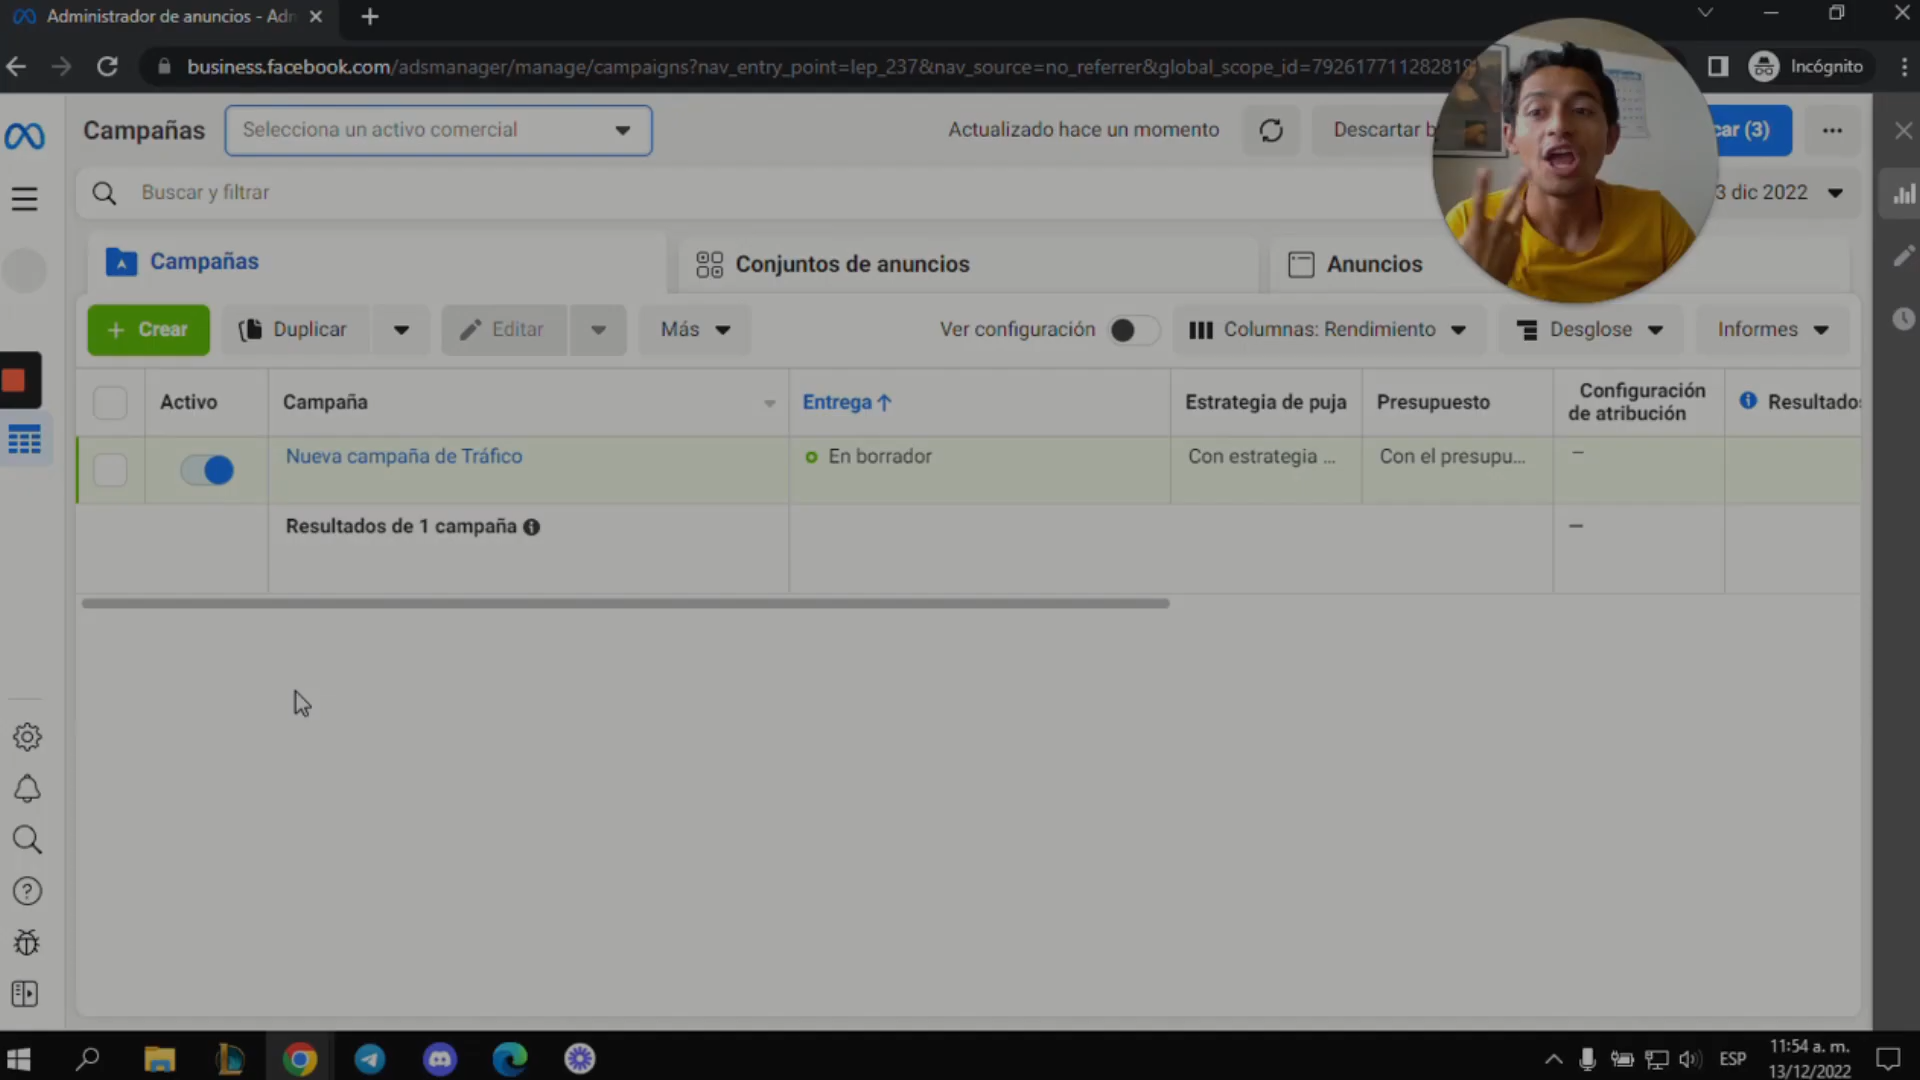 Administrador de anuncios - Adm
business.facebook.com/adsmanager/manage/campaigns?nav_entry_point=lep_237&nav_source=no_referrer&global_scope_id=792617711282819
Incógnito
Campañas
Selecciona un activo comercial
Actualizado hace un momento
Descartar b
car (3)
Buscar y filtrar
3 dic 2022
Campañas
Conjuntos de anuncios
Anuncios
+ Crear
Duplicar
Editar
Más
Ver configuración
Columnas: Rendimiento
Desglose
Informes
Activo
Campaña
Entrega ↑
Estrategia de puja
Presupuesto
Configuración
de atribución
Resultados
Nueva campaña de Tráfico
En borrador
Con estrategia ...
Con el presupu...
—
Resultados de 1 campaña
—
ESP
11:54 a. m.
13/12/2022